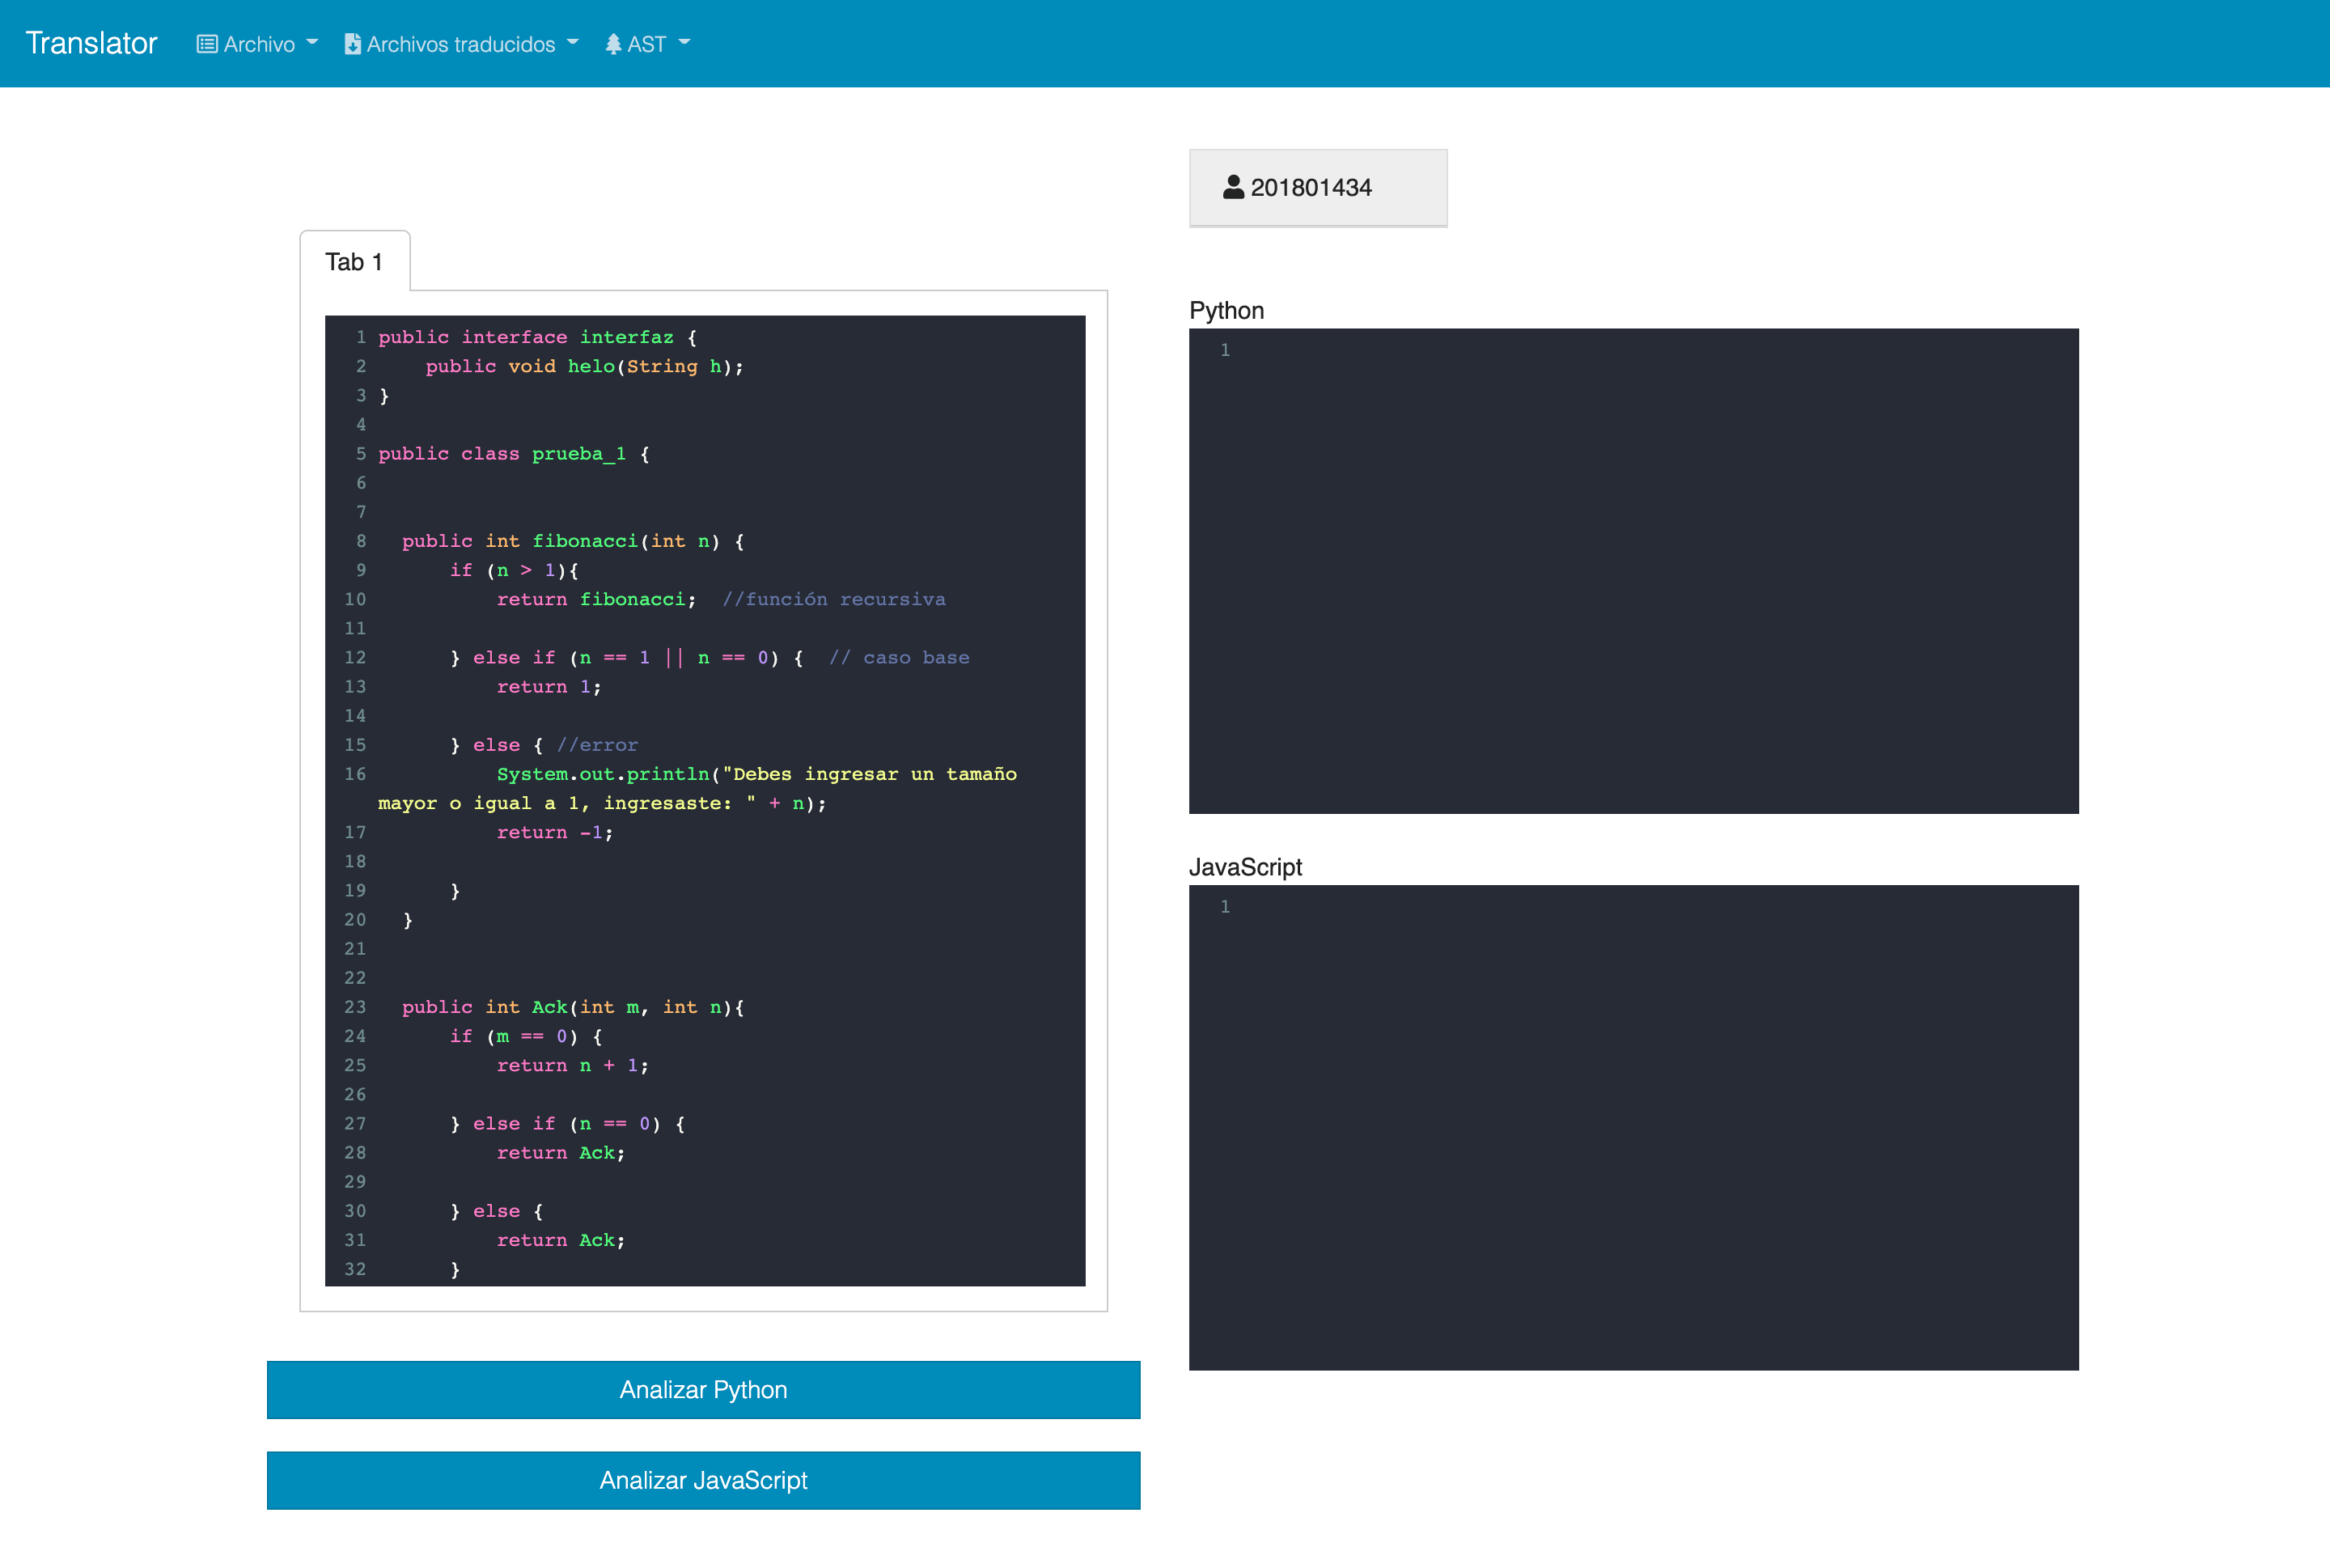 Translator Archivo Archivos traducidos AST
201801434
Tab 1
1 public interface interfaz {
2 public void helo(String h);
3 }
4
5 public class prueba_1 {
6
7
8 public int fibonacci(int n) {
9 if (n > 1){
10 return fibonacci; //función recursiva
11
12 } else if (n == 1 || n == 0) { // caso base
13 return 1;
14
15 } else { //error
16 System.out.println("Debes ingresar un tamaño
mayor o igual a 1, ingresaste: " + n);
17 return -1;
18
19 }
20 }
21
22
23 public int Ack(int m, int n){
24 if (m == 0) {
25 return n + 1;
26
27 } else if (n == 0) {
28 return Ack;
29
30 } else {
31 return Ack;
32 }
Analizar Python
Analizar JavaScript
Python
1
JavaScript
1